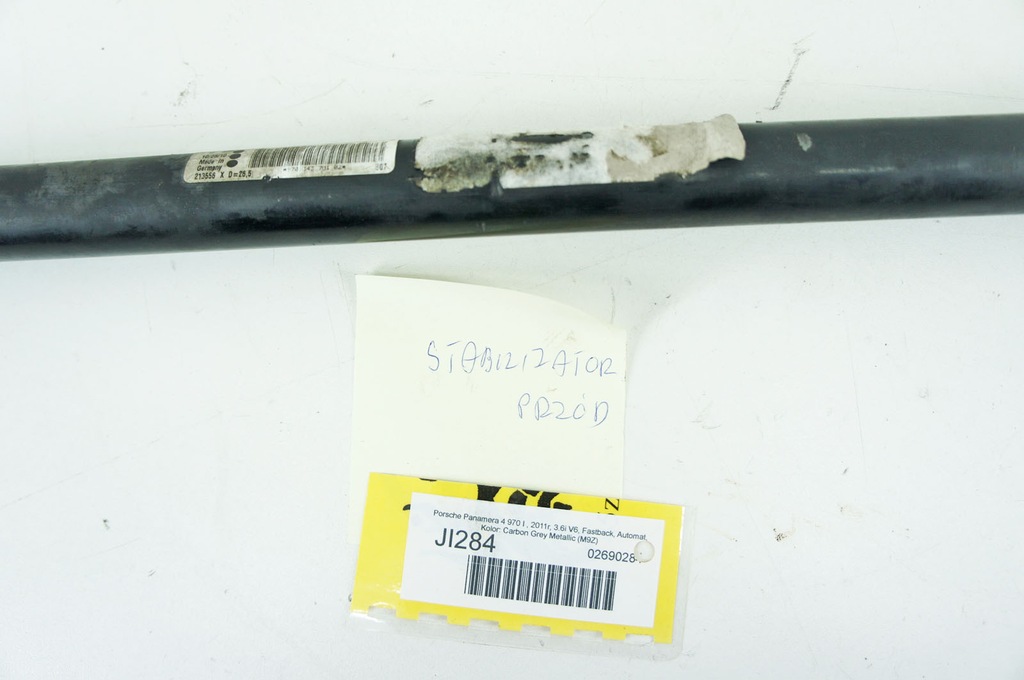 Made in
Germany
213556 X D=26,5
STABILIZATOR
PRZÓD
Porsche Panamera 4 970 I , 2011r, 3.6i V6, Fastback, Automat,
Kolor: Carbon Grey Metallic (M9Z)
JI284
0269028